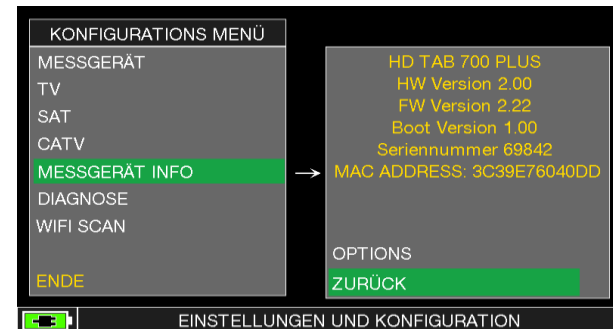 KONFIGURATIONS MENÜ
MESSGERÄT
TV
SAT
CATV
MESSGERÄT INFO
DIAGNOSE
WIFI SCAN
ENDE
HD TAB 700 PLUS
HW Version 2.00
FW Version 2.22
Boot Version 1.00
Seriennummer 69842
MAC ADDRESS: 3C39E76040DD
OPTIONS
ZURÜCK
EINSTELLUNGEN UND KONFIGURATION